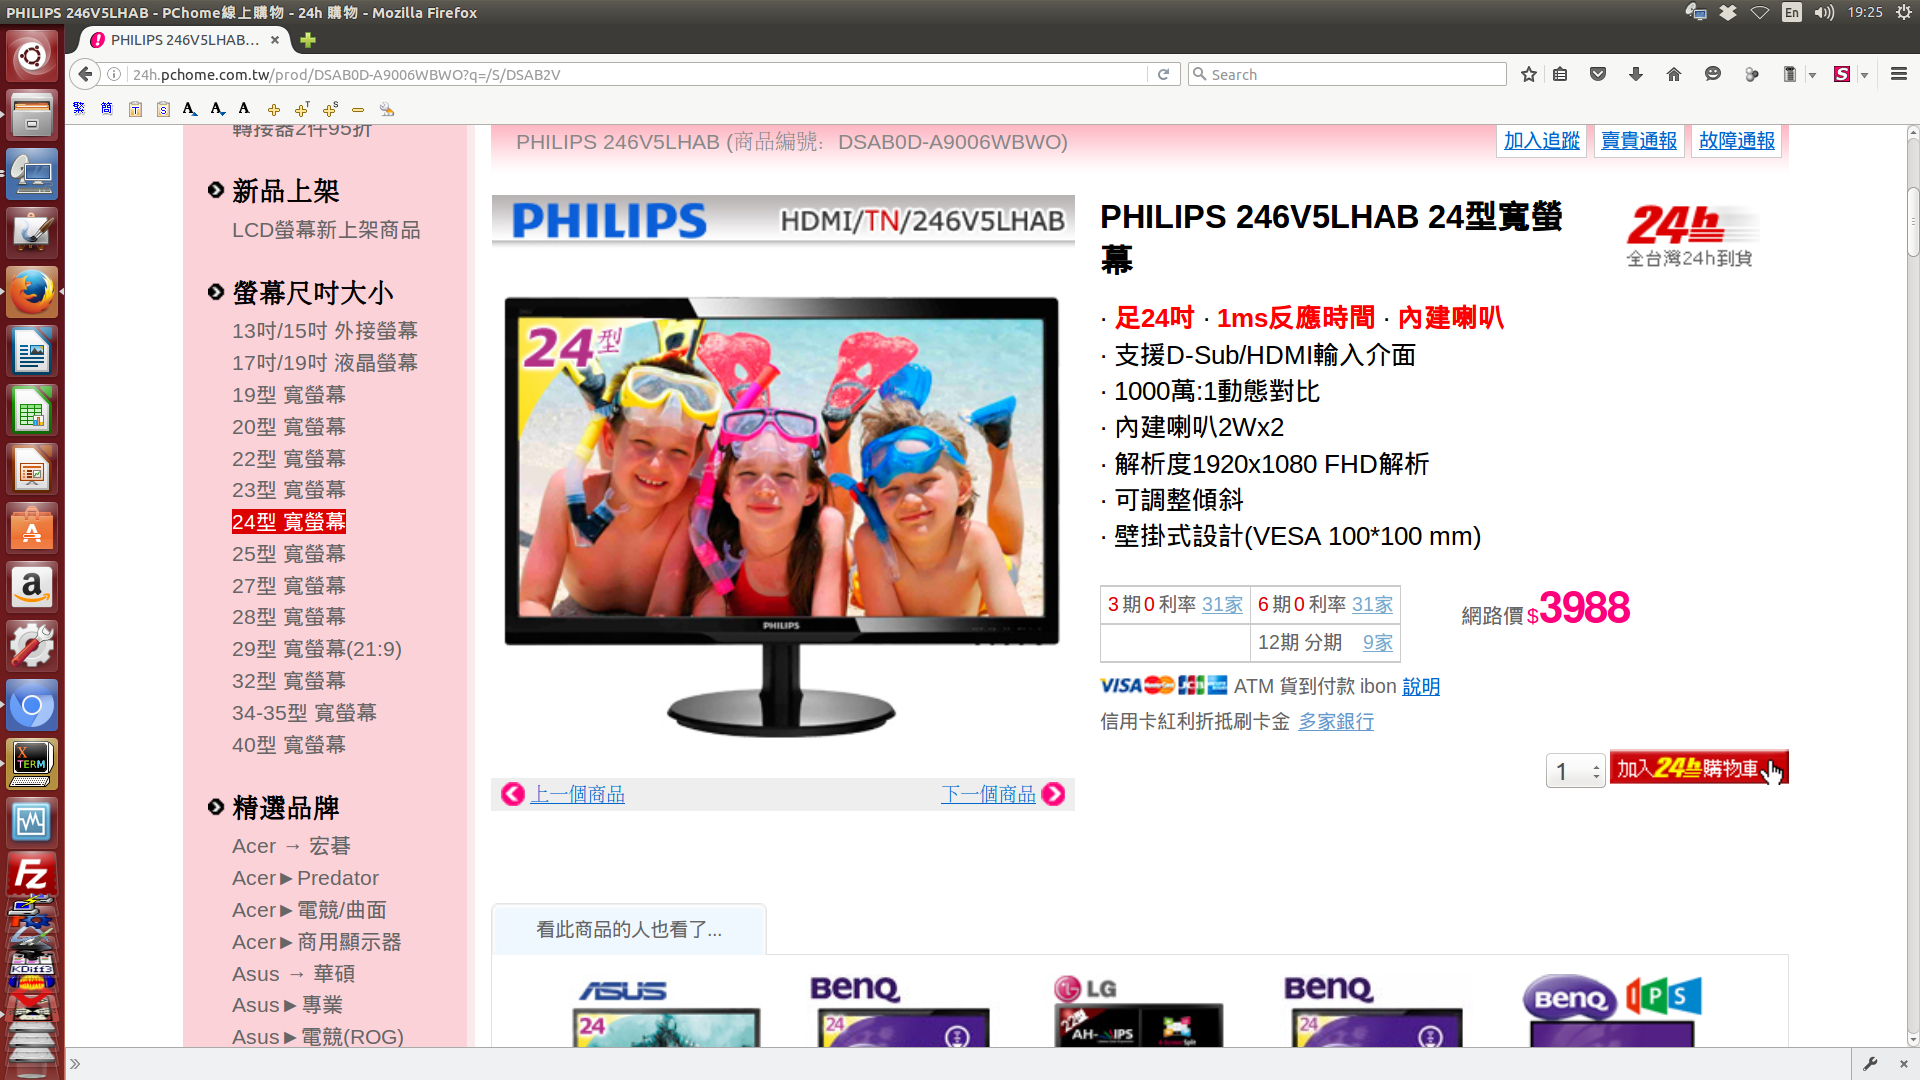 PHILIPS 246V5LHAB - PChome線上購物 - 24h 購物 - Mozilla Firefox
En
19:25
PHILIPS 246V5LHAB...
24h.pchome.com.tw/prod/DSAB0D-A9006WBWO?q=/S/DSAB2V
Search
繁 簡 T S A A A T S
轉接器2件95折
新品上架
LCD螢幕新上架商品
螢幕尺吋大小
13吋/15吋 外接螢幕
17吋/19吋 液晶螢幕
19型 寬螢幕
20型 寬螢幕
22型 寬螢幕
23型 寬螢幕
24型 寬螢幕
25型 寬螢幕
27型 寬螢幕
28型 寬螢幕
29型 寬螢幕(21:9)
32型 寬螢幕
34-35型 寬螢幕
40型 寬螢幕
精選品牌
Acer → 宏碁
Acer►Predator
Acer►電競/曲面
Acer►商用顯示器
Asus → 華碩
Asus►專業
Asus►電競(ROG)
PHILIPS 246V5LHAB (商品編號: DSAB0D-A9006WBWO)
加入追蹤
賣貴通報
故障通報
PHILIPS
HDMI/TN/246V5LHAB
24型
PHILIPS
上一個商品
下一個商品
PHILIPS 246V5LHAB 24型寬螢
幕
24h
全台灣24h到貨
· 足24吋 · 1ms反應時間 · 內建喇叭
· 支援D-Sub/HDMI輸入介面
· 1000萬:1動態對比
· 內建喇叭2Wx2
· 解析度1920x1080 FHD解析
· 可調整傾斜
· 壁掛式設計(VESA 100*100 mm)
3期0利率 31家
6期0利率 31家
12期 分期 9家
網路價$3988
VISA JCB ATM 貨到付款 ibon 說明
信用卡紅利折抵刷卡金 多家銀行
1
加入24h購物車
看此商品的人也看了...
ASUS
24
BenQ
24
LG
22型
AH-IPS
BenQ
24
BenQ
IPS
X
TERM
Fz
KDiff3